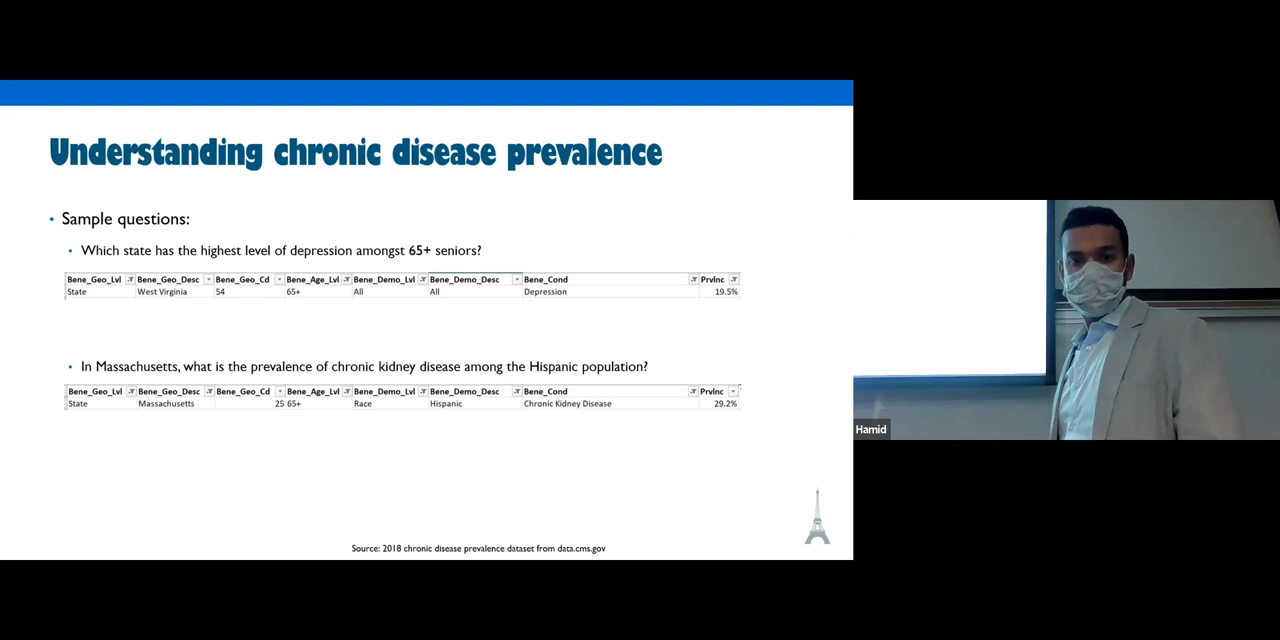 Understanding chronic disease prevalence
• Sample questions:
• Which state has the highest level of depression amongst 65+ seniors?
Bene_Geo_Lvl Bene_Geo_Desc Bene_Geo_Cd Bene_Age_Lvl Bene_Demo_Lvl Bene_Demo_Desc Bene_Cond Prvlnc
State West Virginia 54 65+ All All Depression 19.5%
• In Massachusetts, what is the prevalence of chronic kidney disease among the Hispanic population?
Bene_Geo_Lvl Bene_Geo_Desc Bene_Geo_Cd Bene_Age_Lvl Bene_Demo_Lvl Bene_Demo_Desc Bene_Cond Prvlnc
State Massachusetts 25 65+ Race Hispanic Chronic Kidney Disease 29.2%
Source: 2018 chronic disease prevalence dataset from data.cms.gov
Hamid